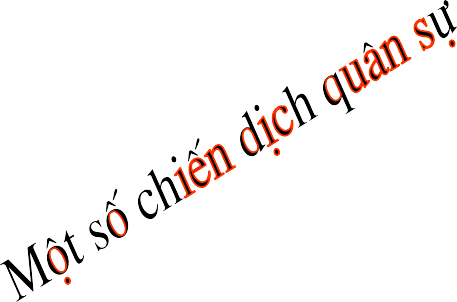 Một số chiến dịch quân sự